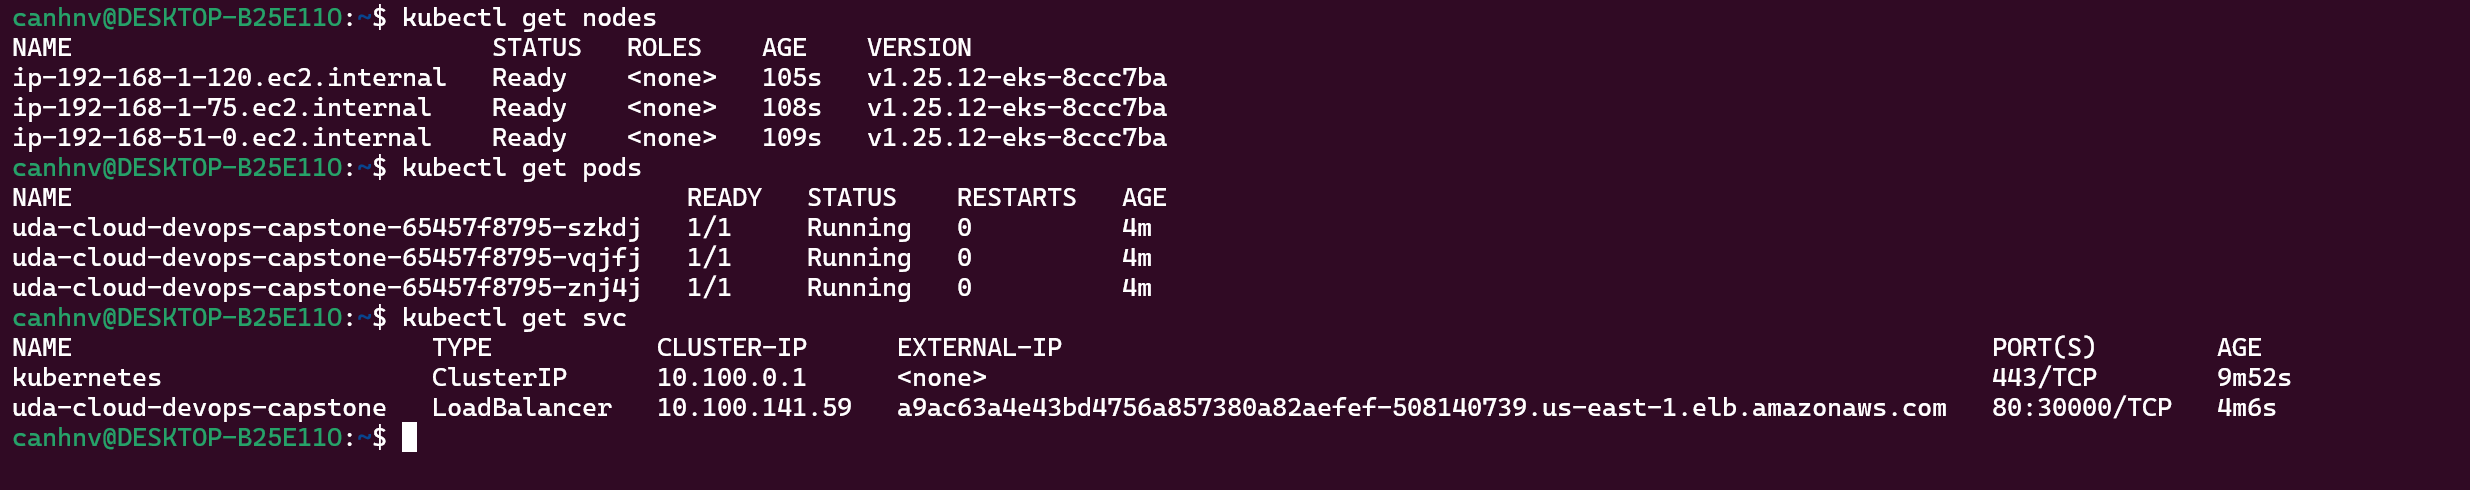 canhnv@DESKTOP-B25E11O:~$ kubectl get nodes
NAME                            STATUS   ROLES    AGE    VERSION
ip-192-168-1-120.ec2.internal   Ready    <none>   105s   v1.25.12-eks-8ccc7ba
ip-192-168-1-75.ec2.internal    Ready    <none>   108s   v1.25.12-eks-8ccc7ba
ip-192-168-51-0.ec2.internal    Ready    <none>   109s   v1.25.12-eks-8ccc7ba
canhnv@DESKTOP-B25E11O:~$ kubectl get pods
NAME                                         READY   STATUS    RESTARTS   AGE
uda-cloud-devops-capstone-65457f8795-szkdj   1/1     Running   0          4m
uda-cloud-devops-capstone-65457f8795-vqjfj   1/1     Running   0          4m
uda-cloud-devops-capstone-65457f8795-znj4j   1/1     Running   0          4m
canhnv@DESKTOP-B25E11O:~$ kubectl get svc
NAME                        TYPE           CLUSTER-IP      EXTERNAL-IP                                                              PORT(S)        AGE
kubernetes                  ClusterIP      10.100.0.1      <none>                                                                   443/TCP        9m52s
uda-cloud-devops-capstone   LoadBalancer   10.100.141.59   a9ac63a4e43bd4756a857380a82aefef-508140739.us-east-1.elb.amazonaws.com   80:30000/TCP   4m6s
canhnv@DESKTOP-B25E11O:~$